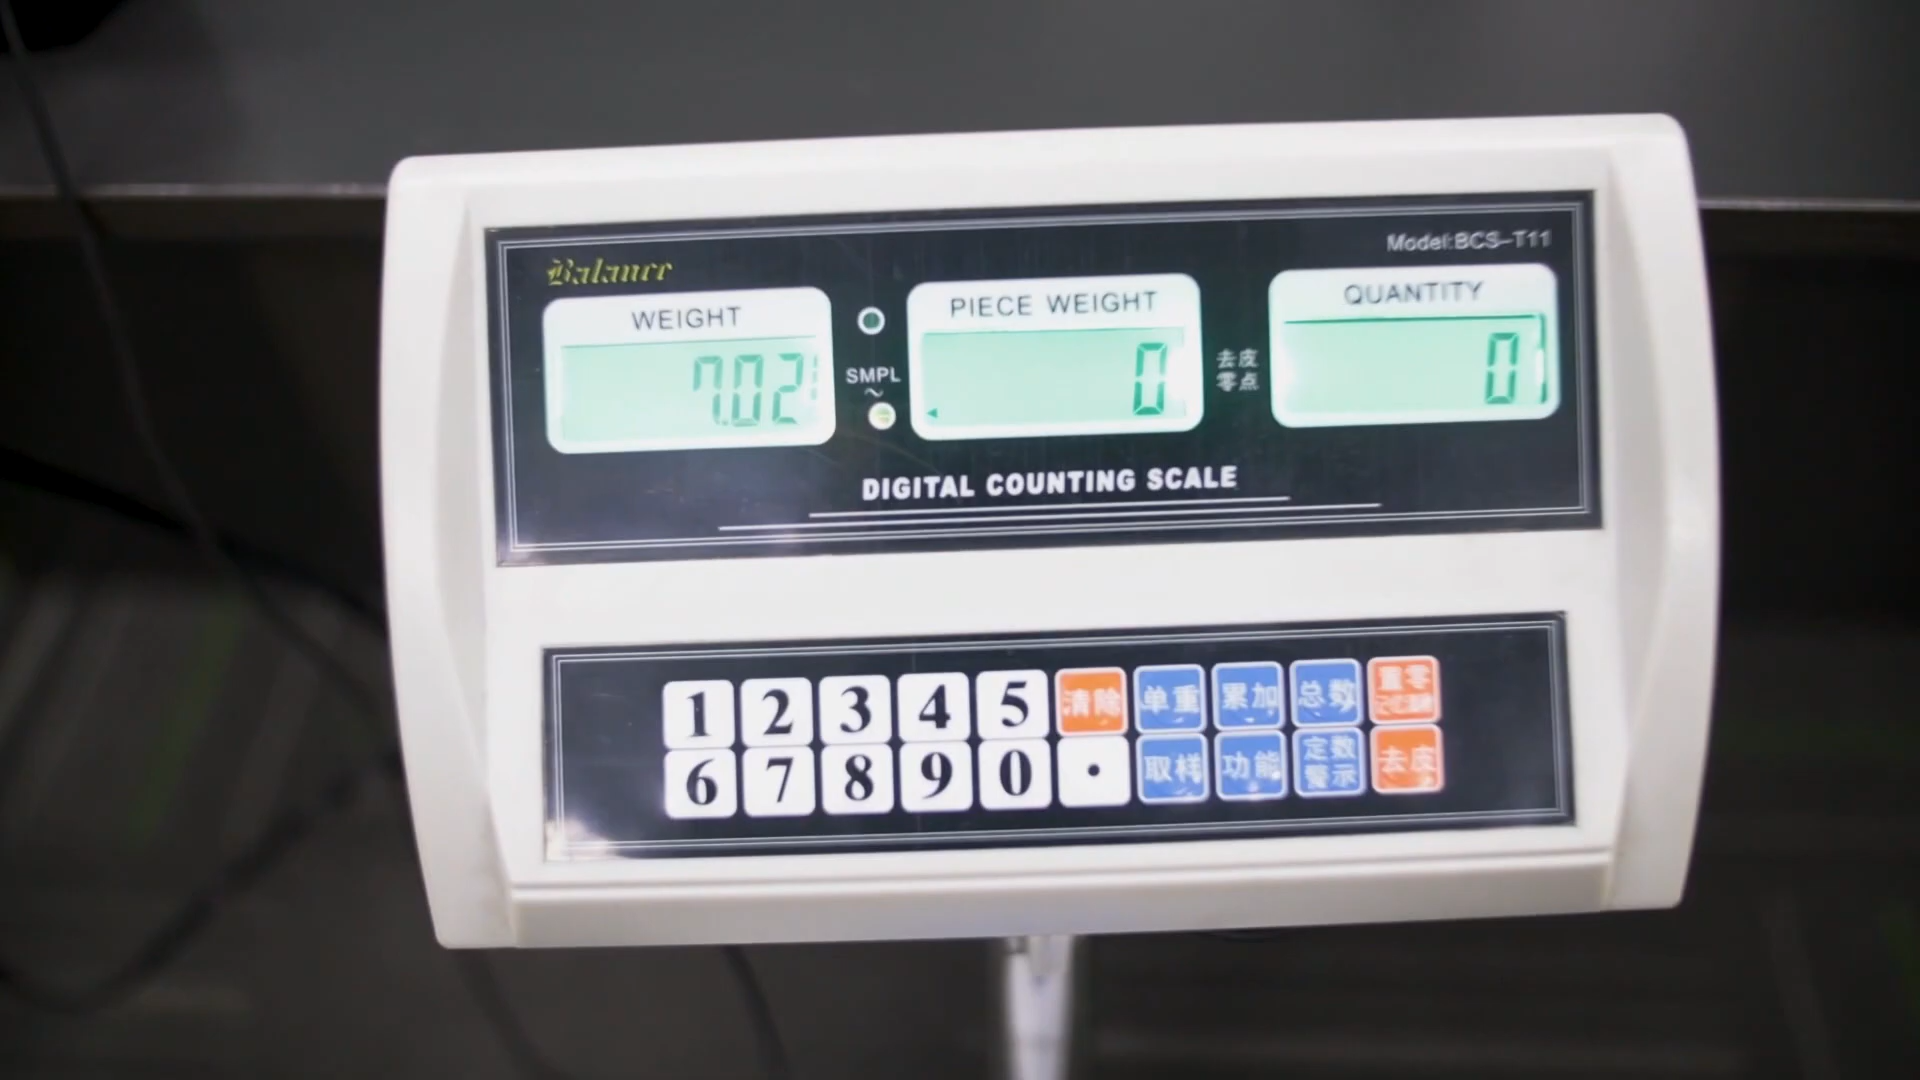 Balance
Model:BCS-T11
WEIGHT
PIECE WEIGHT
QUANTITY
7.02
SMPL
~
0
去皮
零点
0
DIGITAL COUNTING SCALE
1 2 3 4 5 清除 单重 累加 总数 置零
6 7 8 9 0 . 取样 功能 定数 警示 去皮